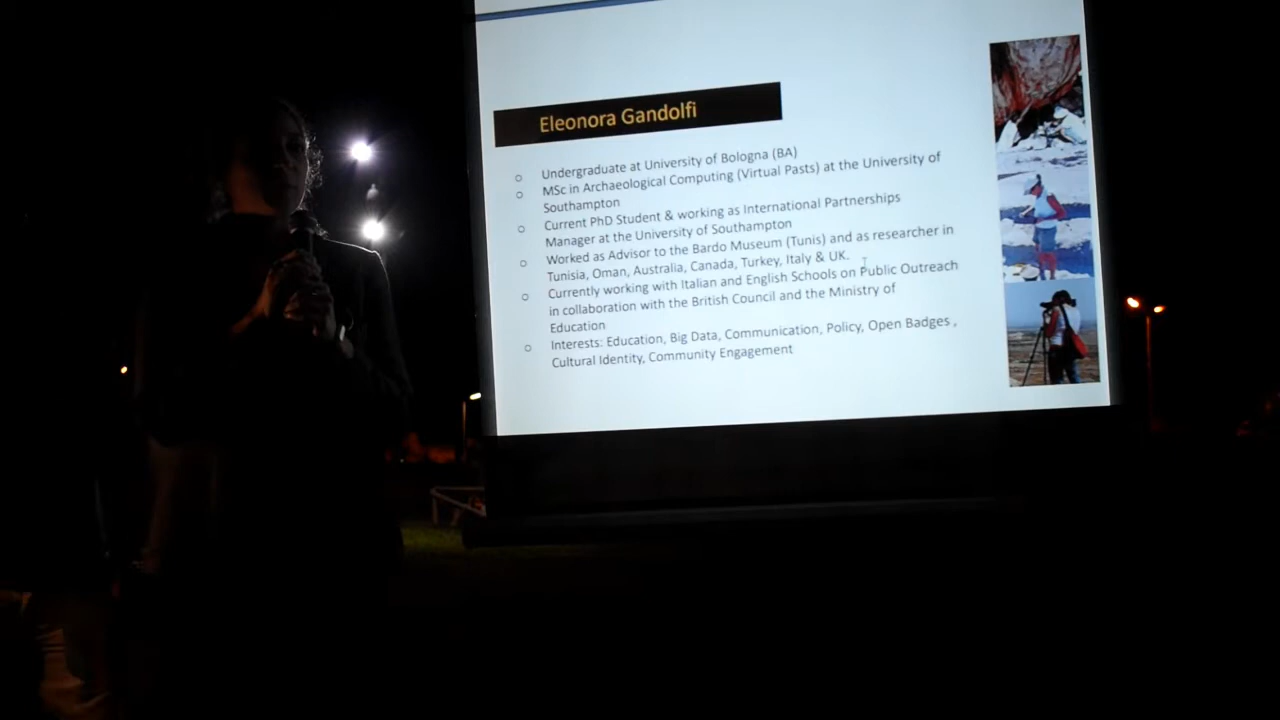 Eleonora Gandolfi
○ Undergraduate at University of Bologna (BA)
○ MSc in Archaeological Computing (Virtual Pasts) at the University of
Southampton
○ Current PhD Student & working as International Partnerships
Manager at the University of Southampton
○ Worked as Advisor to the Bardo Museum (Tunis) and as researcher in
Tunisia, Oman, Australia, Canada, Turkey, Italy & UK.
○ Currently working with Italian and English Schools on Public Outreach
in collaboration with the British Council and the Ministry of
Education
○ Interests: Education, Big Data, Communication, Policy, Open Badges ,
Cultural Identity, Community Engagement